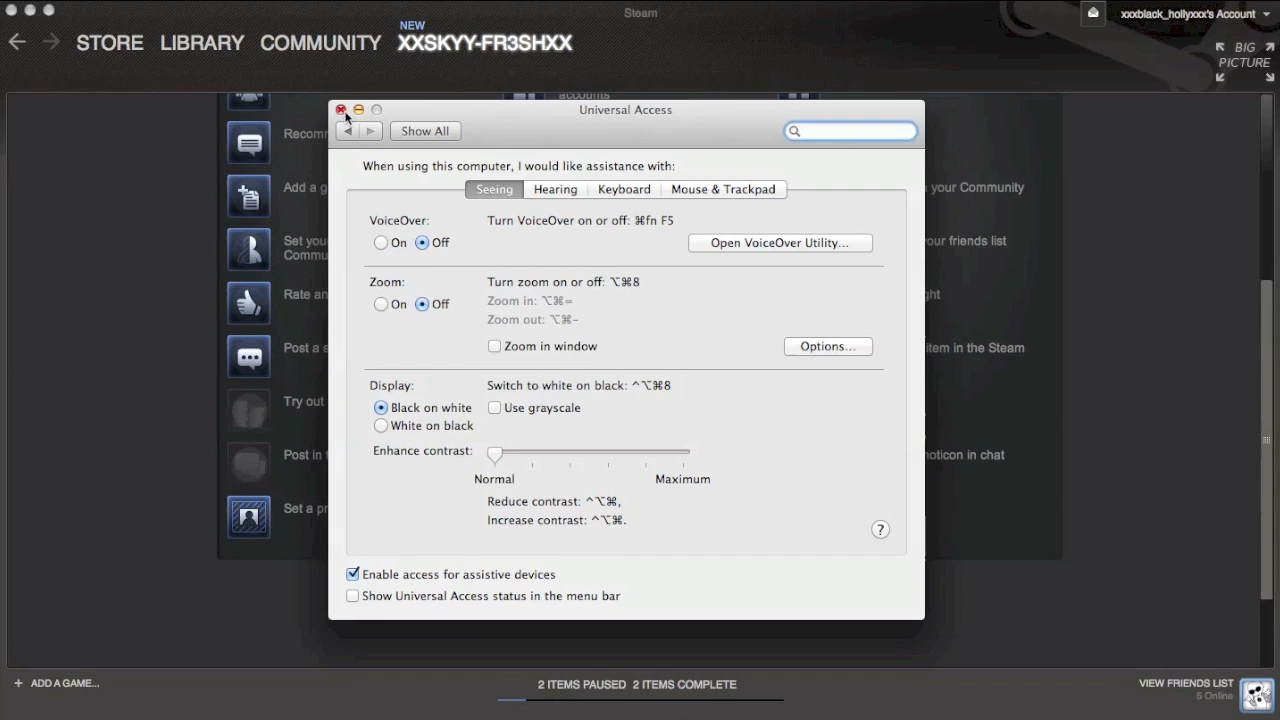 Steam
xxxblack_hollyxxx's Account
NEW
STORE LIBRARY COMMUNITY XXSKYY-FR3SHXX
BIG PICTURE
accounts
Universal Access
Show All
When using this computer, I would like assistance with:
Seeing Hearing Keyboard Mouse & Trackpad
VoiceOver: Turn VoiceOver on or off: ⌘fn F5
On Off Open VoiceOver Utility...
Zoom: Turn zoom on or off: ⌥⌘8
On Off Zoom in: ⌥⌘=
Zoom out: ⌥⌘-
Zoom in window Options...
Display: Switch to white on black: ^⌥⌘8
Black on white Use grayscale
White on black
Enhance contrast:
Normal Maximum
Reduce contrast: ^⌥⌘,
Increase contrast: ^⌥⌘.
?
Enable access for assistive devices
Show Universal Access status in the menu bar
Add a g
your Community
Set your
your friends list
Commu
Rate an
Post a s
item in the Steam
Try out
Post in t
in chat
Set a pr
+ ADD A GAME...
2 ITEMS PAUSED 2 ITEMS COMPLETE
VIEW FRIENDS LIST
5 Online